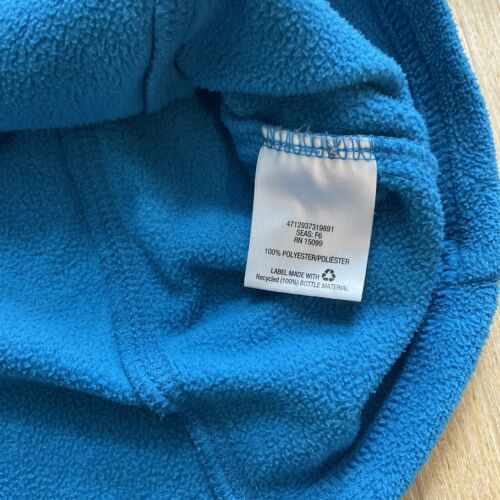 4712937319891
SEAS: F6
RN 15099
100% POLYESTER/POLIÉSTER
LABEL MADE WITH
Recycled (100%) BOTTLE MATERIAL